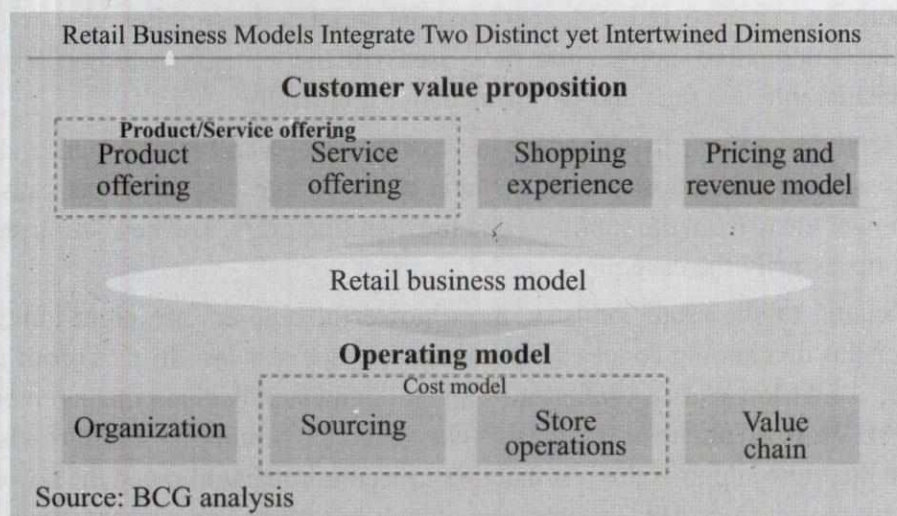 Retail Business Models Integrate Two Distinct yet Intertwined Dimensions
Customer value proposition
Product/Service offering
Product
offering
Service
offering
Shopping
experience
Pricing and
revenue model
Retail business model
Operating model
Cost model
Organization
Sourcing
Store
operations
Value
chain
Source: BCG analysis